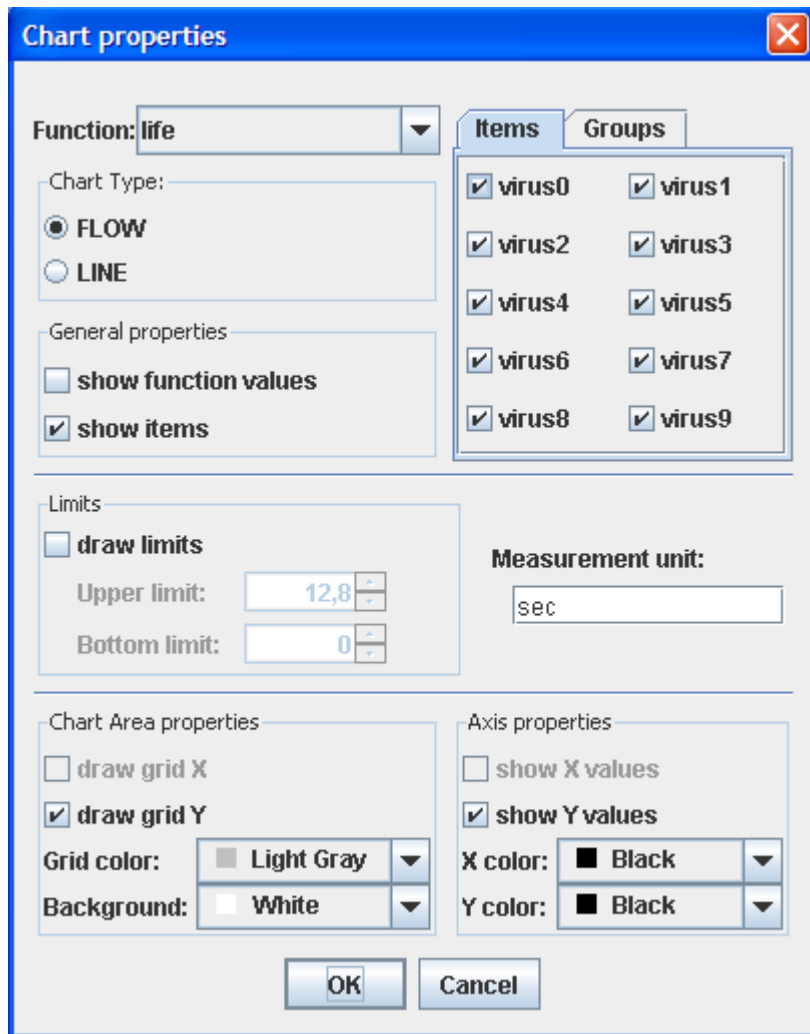 Chart properties
Function: life
Items Groups
Chart Type:
FLOW
LINE
virus0 virus1
virus2 virus3
virus4 virus5
virus6 virus7
virus8 virus9
General properties
show function values
show items
Limits
draw limits
Upper limit: 12,8
Bottom limit: 0
Measurement unit:
sec
Chart Area properties
draw grid X
draw grid Y
Grid color: Light Gray
Background: White
Axis properties
show X values
show Y values
X color: Black
Y color: Black
OK Cancel